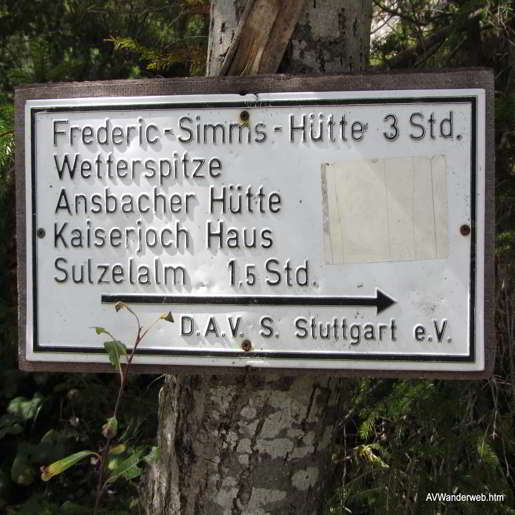 Frederic-Simms-Hütte 3 Std.
Wetterspitze
Ansbacher Hütte
Kaiserjoch Haus
Sulzelalm 1,5 Std.
D.A.V. S. Stuttgart e.V.
AVWanderweb.htm